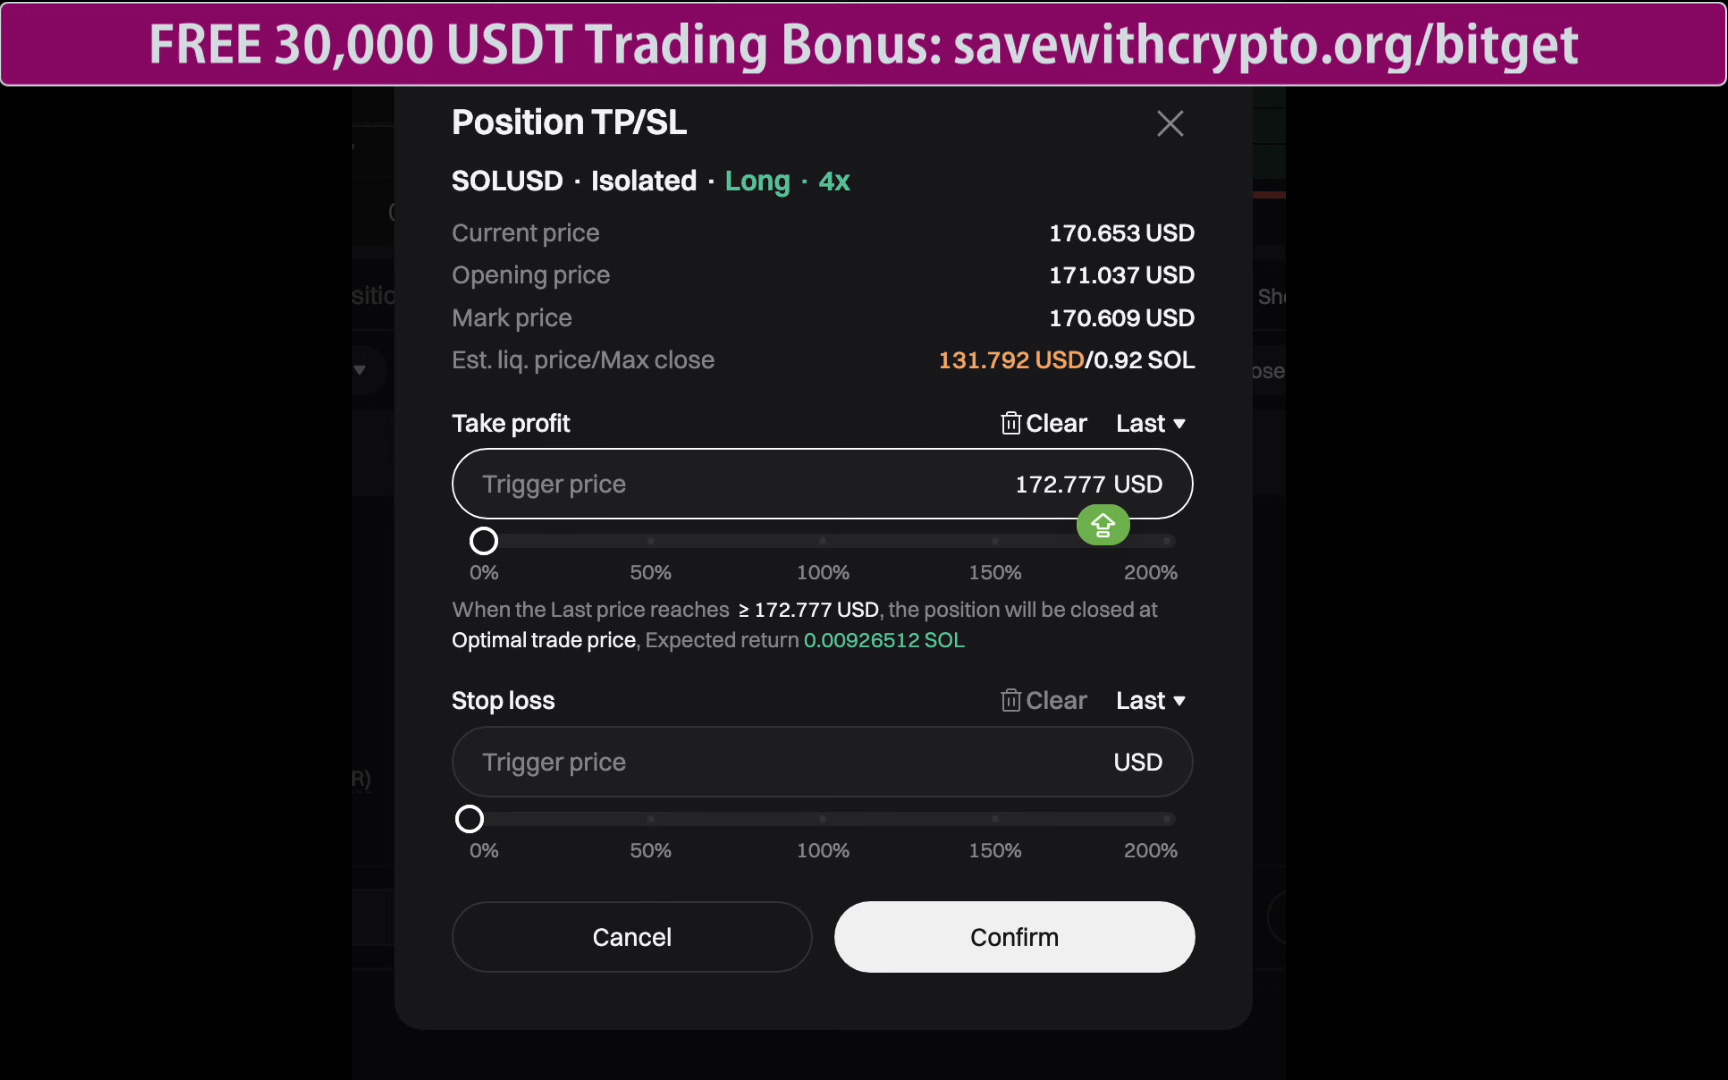 FREE 30,000 USDT Trading Bonus: savewithcrypto.org/bitget
Position TP/SL
SOLUSD · Isolated · Long · 4x
Current price 170.653 USD
Opening price 171.037 USD
Mark price 170.609 USD
Est. liq. price/Max close 131.792 USD/0.92 SOL
Take profit Clear Last
Trigger price 172.777 USD
0% 50% 100% 150% 200%
When the Last price reaches ≥ 172.777 USD, the position will be closed at
Optimal trade price, Expected return 0.00926512 SOL
Stop loss Clear Last
Trigger price USD
0% 50% 100% 150% 200%
Cancel Confirm